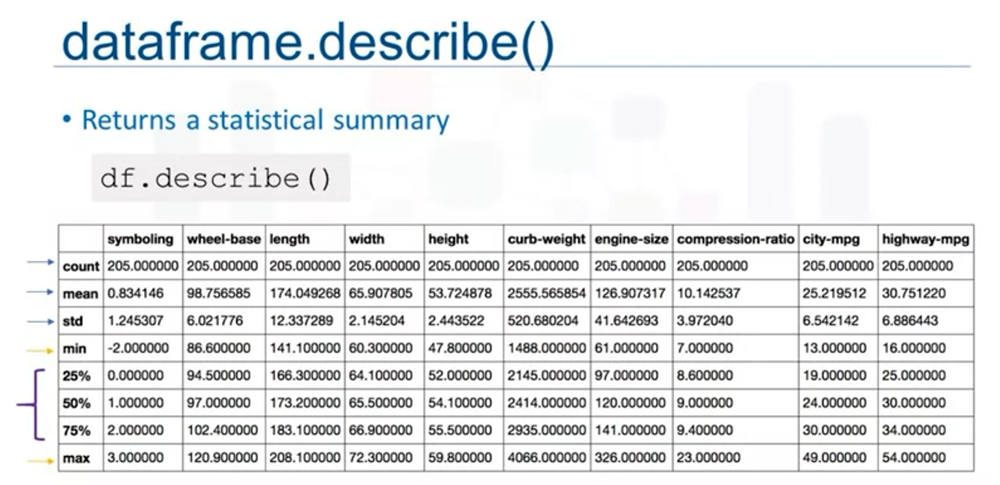 dataframe.describe()
• Returns a statistical summary
df.describe()
symboling wheel-base length width height curb-weight engine-size compression-ratio city-mpg highway-mpg
count 205.000000 205.000000 205.000000 205.000000 205.000000 205.000000 205.000000 205.000000 205.000000 205.000000
mean 0.834146 98.756585 174.049268 65.907805 53.724878 2555.565854 126.907317 10.142537 25.219512 30.751220
std 1.245307 6.021776 12.337289 2.145204 2.443522 520.680204 41.642693 3.972040 6.542142 6.886443
min -2.000000 86.600000 141.100000 60.300000 47.800000 1488.000000 61.000000 7.000000 13.000000 16.000000
25% 0.000000 94.500000 166.300000 64.100000 52.000000 2145.000000 97.000000 8.600000 19.000000 25.000000
50% 1.000000 97.000000 173.200000 65.500000 54.100000 2414.000000 120.000000 9.000000 24.000000 30.000000
75% 2.000000 102.400000 183.100000 66.900000 55.500000 2935.000000 141.000000 9.400000 30.000000 34.000000
max 3.000000 120.900000 208.100000 72.300000 59.800000 4066.000000 326.000000 23.000000 49.000000 54.000000